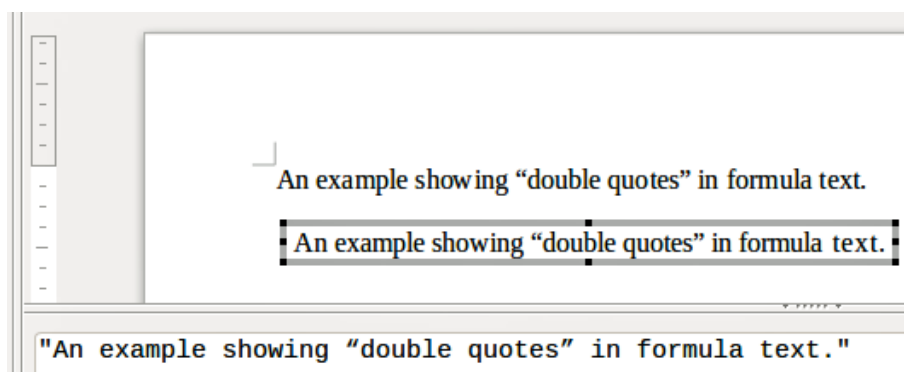 An example showing “double quotes” in formula text.
An example showing “double quotes” in formula text.
"An example showing “double quotes” in formula text."